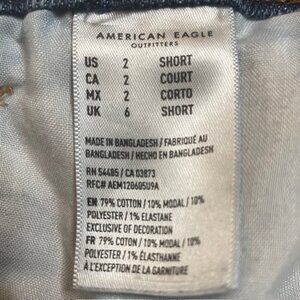 AMERICAN EAGLE
OUTFITTERS
US 2 SHORT
CA 2 COURT
MX 2 CORTO
UK 6 SHORT
MADE IN BANGLADESH / FABRIQUÉ AU
BANGLADESH / HECHO EN BANGLADESH
RN 54485 / CA 03873
RFC# AEM120605U9A
EN 79% COTTON / 10% MODAL / 10%
POLYESTER / 1% ELASTANE
EXCLUSIVE OF DECORATION
FR 79% COTON / 10% MODAL / 10%
POLYESTER / 1% ÉLASTHANNE
À L'EXCEPTION DE LA GARNITURE